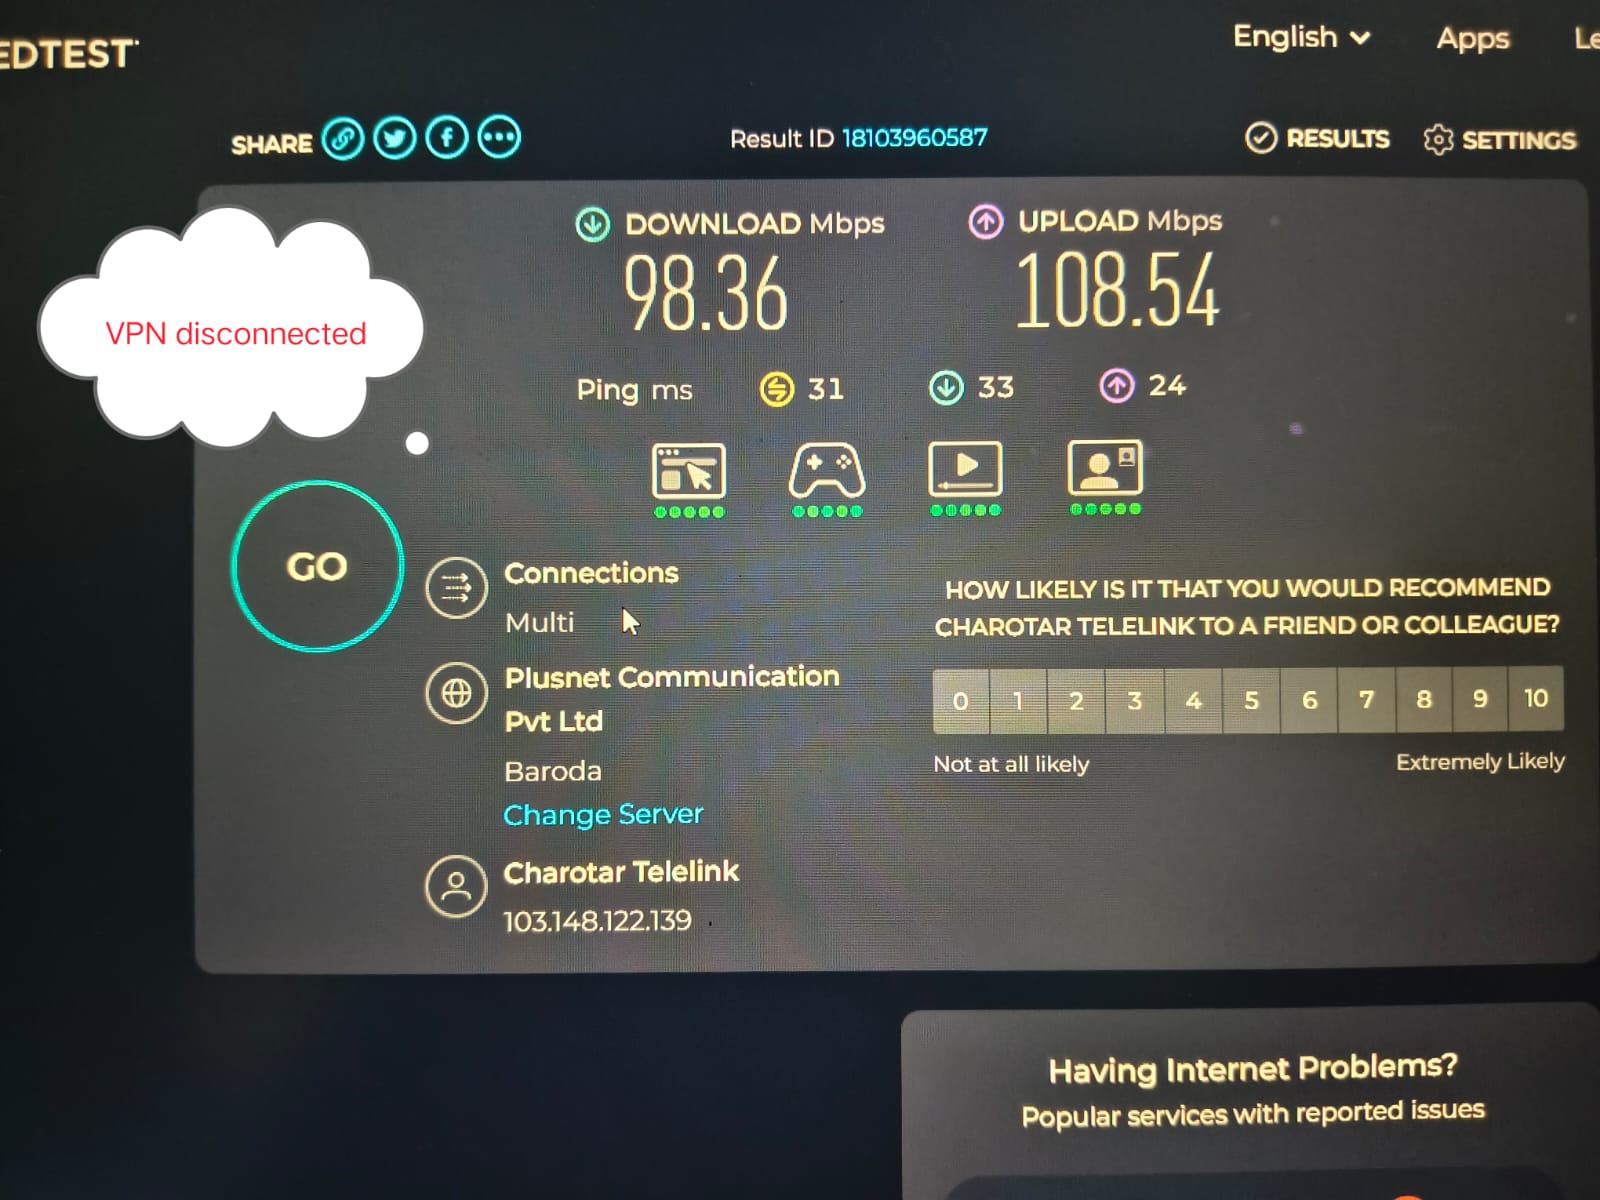 EDTEST
English
Apps
Le
SHARE
Result ID 18103960587
RESULTS
SETTINGS
VPN disconnected
DOWNLOAD Mbps
98.36
UPLOAD Mbps
108.54
Ping ms
31
33
24
GO
Connections
Multi
Plusnet Communication
Pvt Ltd
Baroda
Change Server
Charotar Telelink
103.148.122.139
HOW LIKELY IS IT THAT YOU WOULD RECOMMEND
CHAROTAR TELELINK TO A FRIEND OR COLLEAGUE?
0 1 2 3 4 5 6 7 8 9 10
Not at all likely
Extremely Likely
Having Internet Problems?
Popular services with reported issues